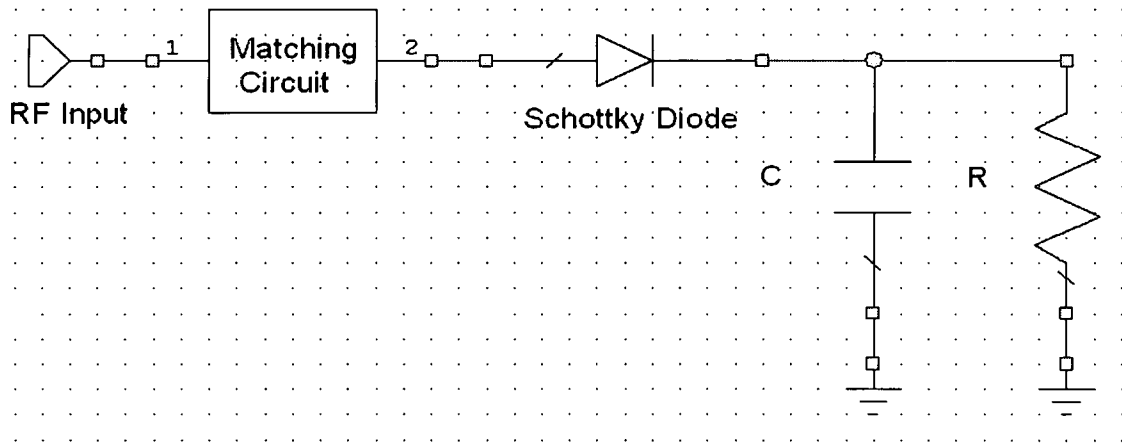 1
Matching
Circuit
2
RF Input
Schottky Diode
C
R